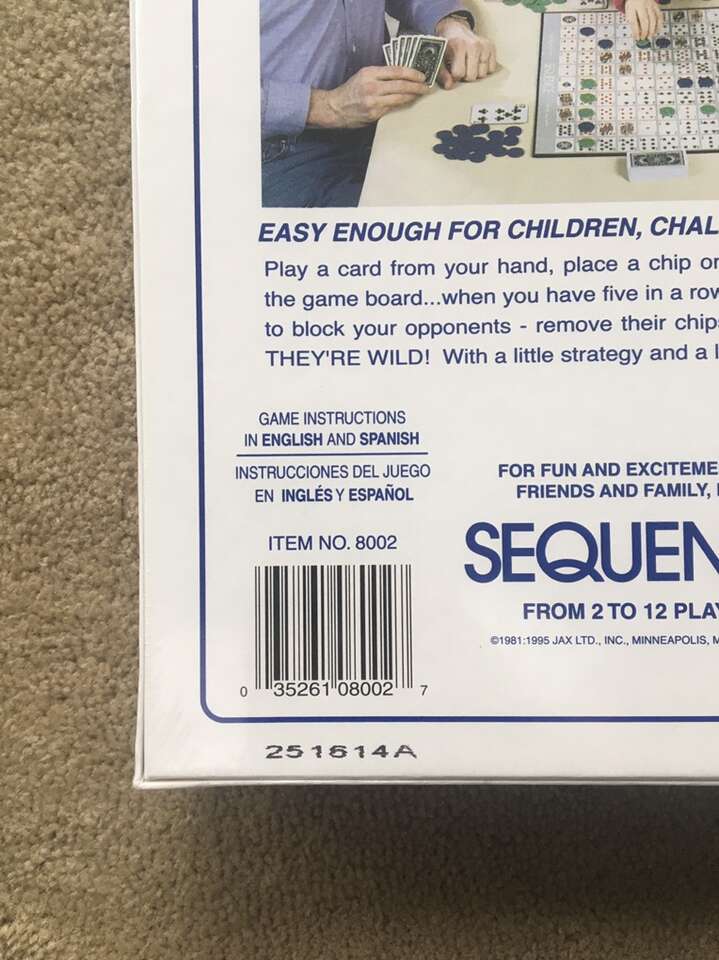 EASY ENOUGH FOR CHILDREN, CHAL
Play a card from your hand, place a chip or
the game board...when you have five in a row
to block your opponents - remove their chip
THEY'RE WILD! With a little strategy and a l
GAME INSTRUCTIONS
IN ENGLISH AND SPANISH
INSTRUCCIONES DEL JUEGO
EN INGLÉS Y ESPAÑOL
FOR FUN AND EXCITEME
FRIENDS AND FAMILY,
ITEM NO. 8002
SEQUEN
FROM 2 TO 12 PLAY
©1981:1995 JAX LTD., INC., MINNEAPOLIS, M
0 35261 08002 7
251614A